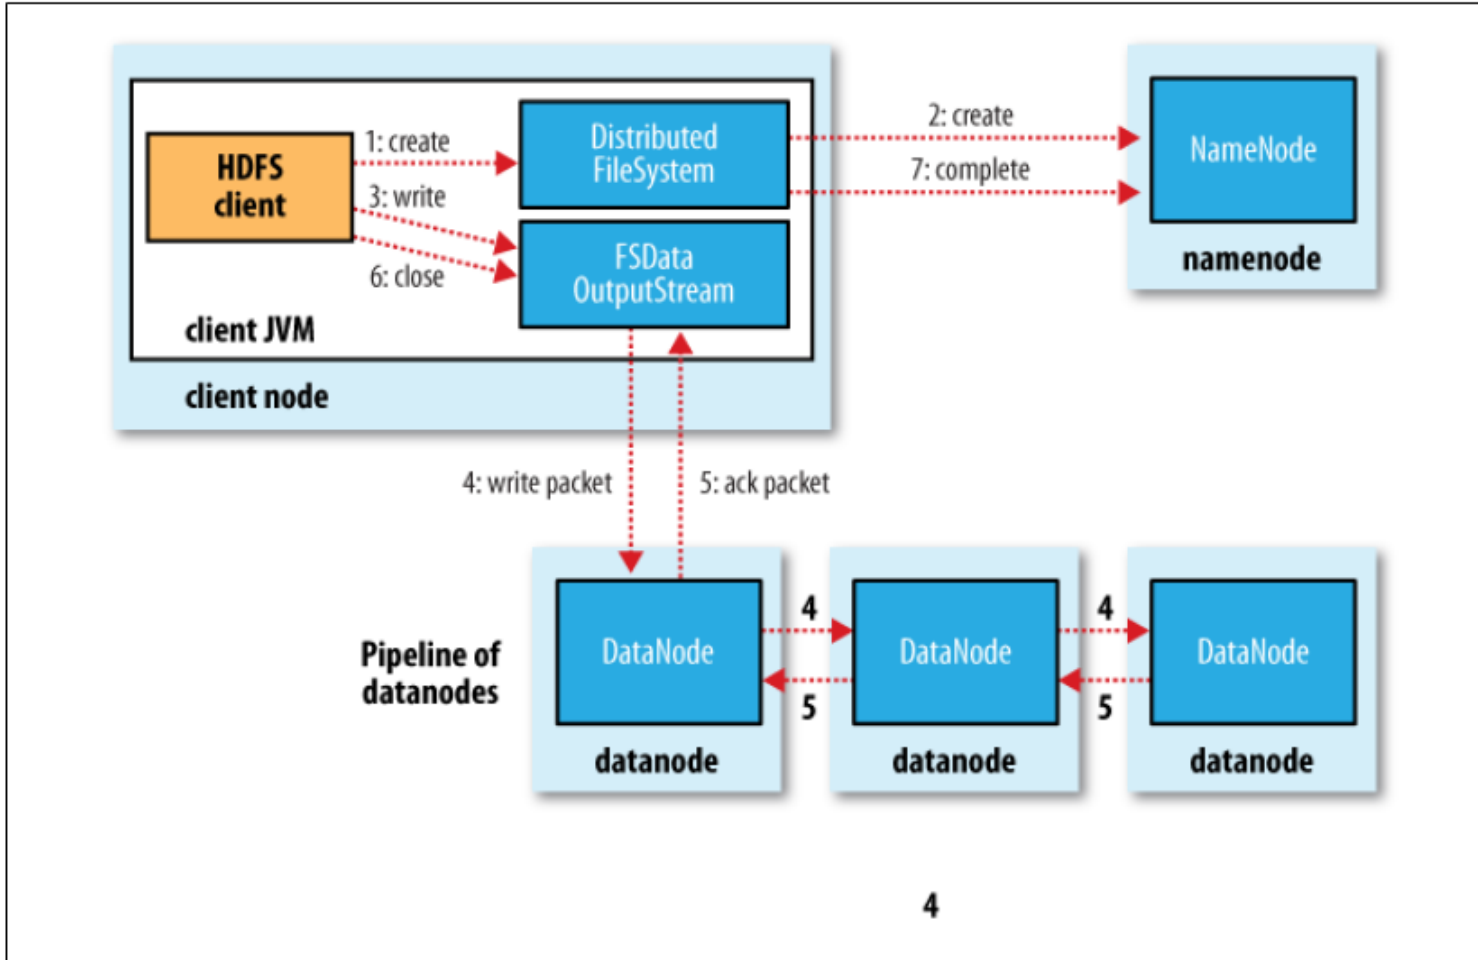 1: create
Distributed
FileSystem
2: create
NameNode
HDFS
client
7: complete
3: write
FSData
OutputStream
namenode
6: close
client JVM
client node
4: write packet
5: ack packet
4
4
DataNode
DataNode
DataNode
Pipeline of
datanodes
5
5
datanode
datanode
datanode
4